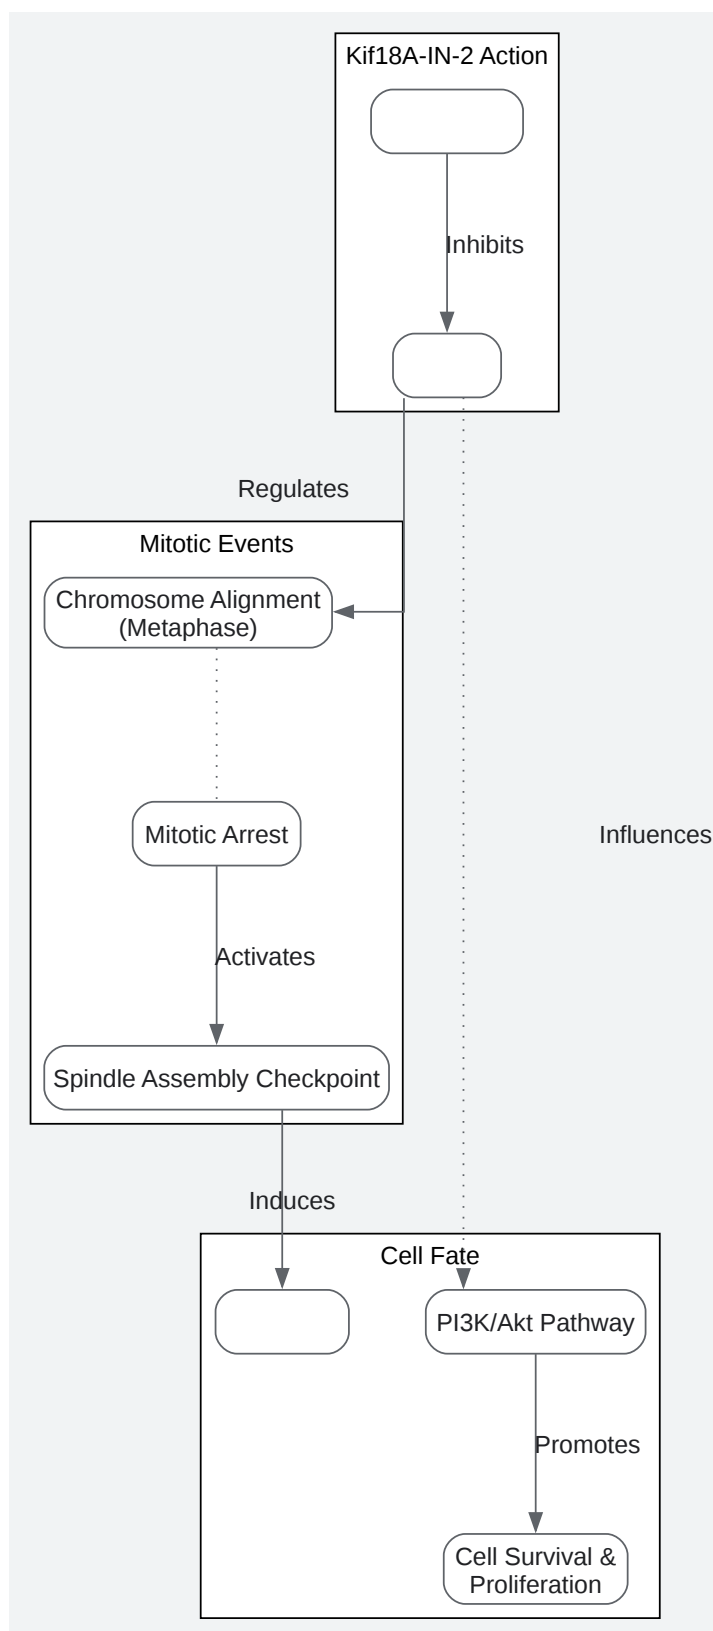 Kif18A-IN-2 Action
Inhibits
Regulates
Mitotic Events
Chromosome Alignment
(Metaphase)
Mitotic Arrest
Influences
Activates
Spindle Assembly Checkpoint
Induces
Cell Fate
PI3K/Akt Pathway
Promotes
Cell Survival &
Proliferation